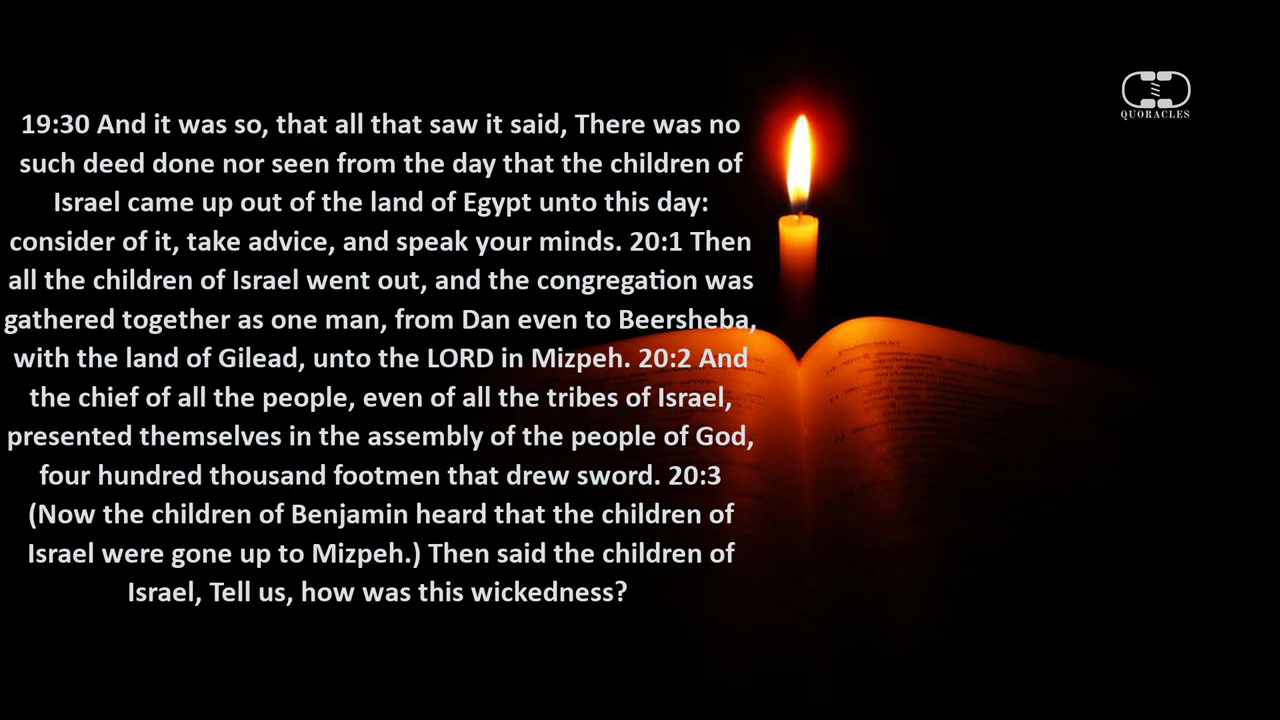 19:30 And it was so, that all that saw it said, There was no
such deed done nor seen from the day that the children of
Israel came up out of the land of Egypt unto this day:
consider of it, take advice, and speak your minds. 20:1 Then
all the children of Israel went out, and the congregation was
gathered together as one man, from Dan even to Beersheba,
with the land of Gilead, unto the LORD in Mizpeh. 20:2 And
the chief of all the people, even of all the tribes of Israel,
presented themselves in the assembly of the people of God,
four hundred thousand footmen that drew sword. 20:3
(Now the children of Benjamin heard that the children of
Israel were gone up to Mizpeh.) Then said the children of
Israel, Tell us, how was this wickedness?
QUORACLES